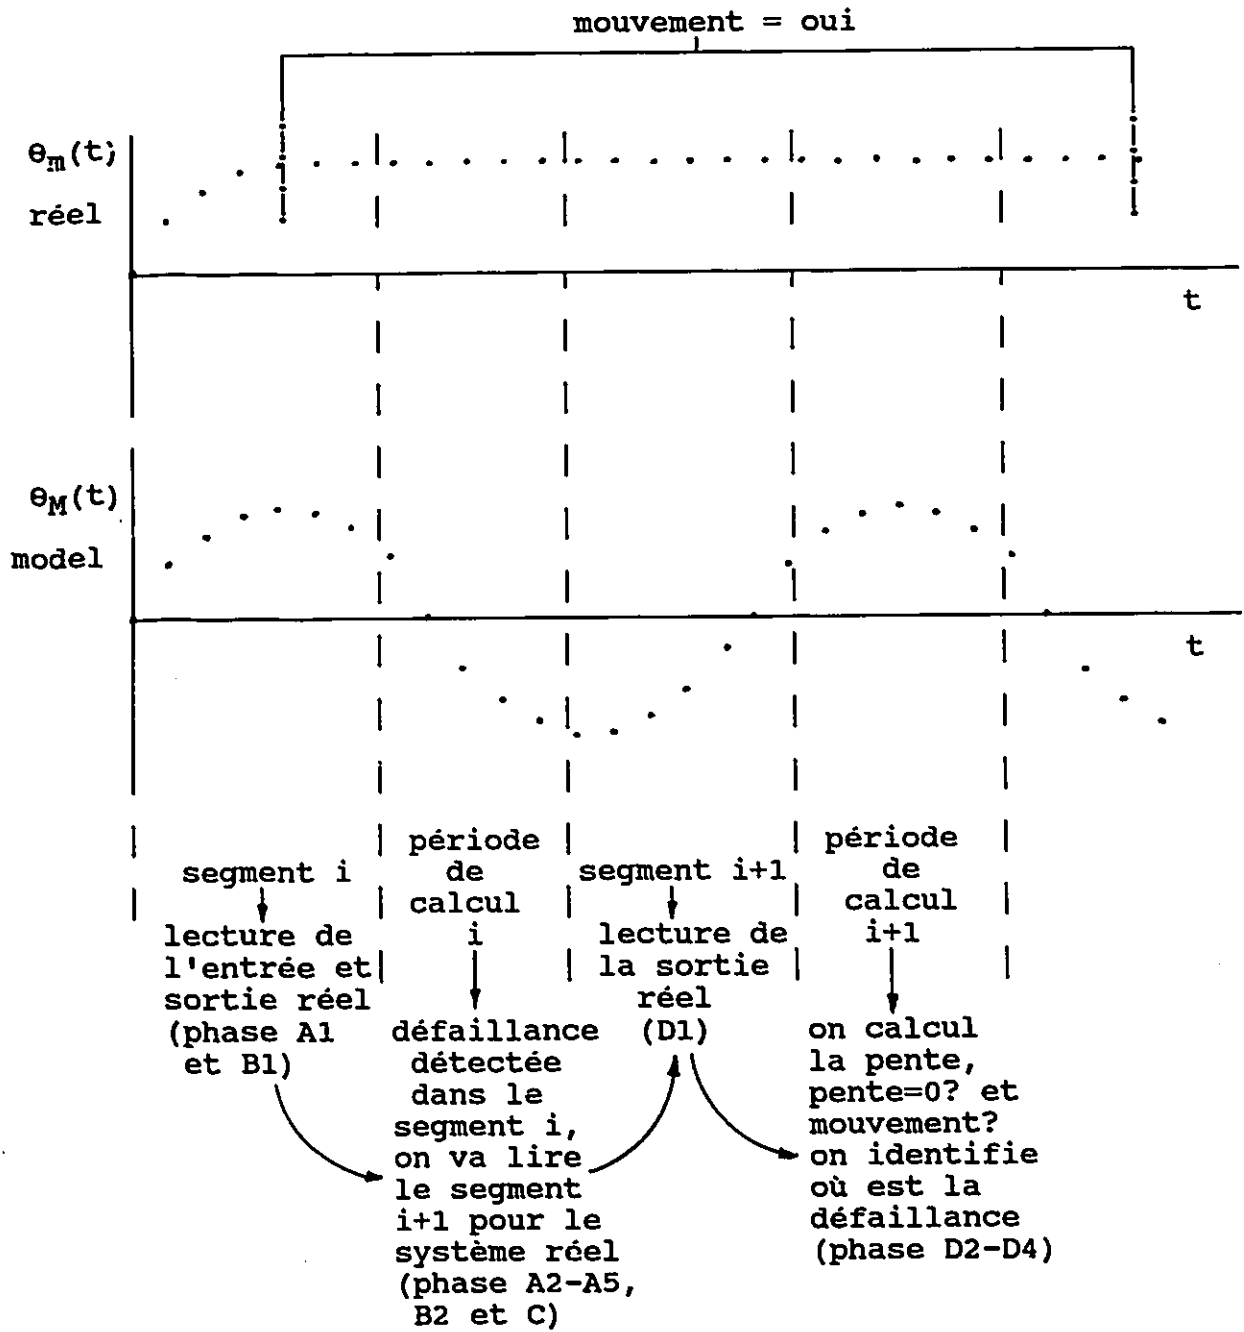 mouvement = oui
θm(t)
réel
t
θM(t)
model
t
segment i
lecture de
l'entrée et
sortie réel
(phase A1
et B1)
période
de
calcul
i
défaillance
détectée
dans le
segment i,
on va lire
le segment
i+1 pour le
système réel
(phase A2-A5,
B2 et C)
segment i+1
lecture de
la sortie
réel
(D1)
période
de
calcul
i+1
on calcul
la pente,
pente=0? et
mouvement?
on identifie
où est la
défaillance
(phase D2-D4)